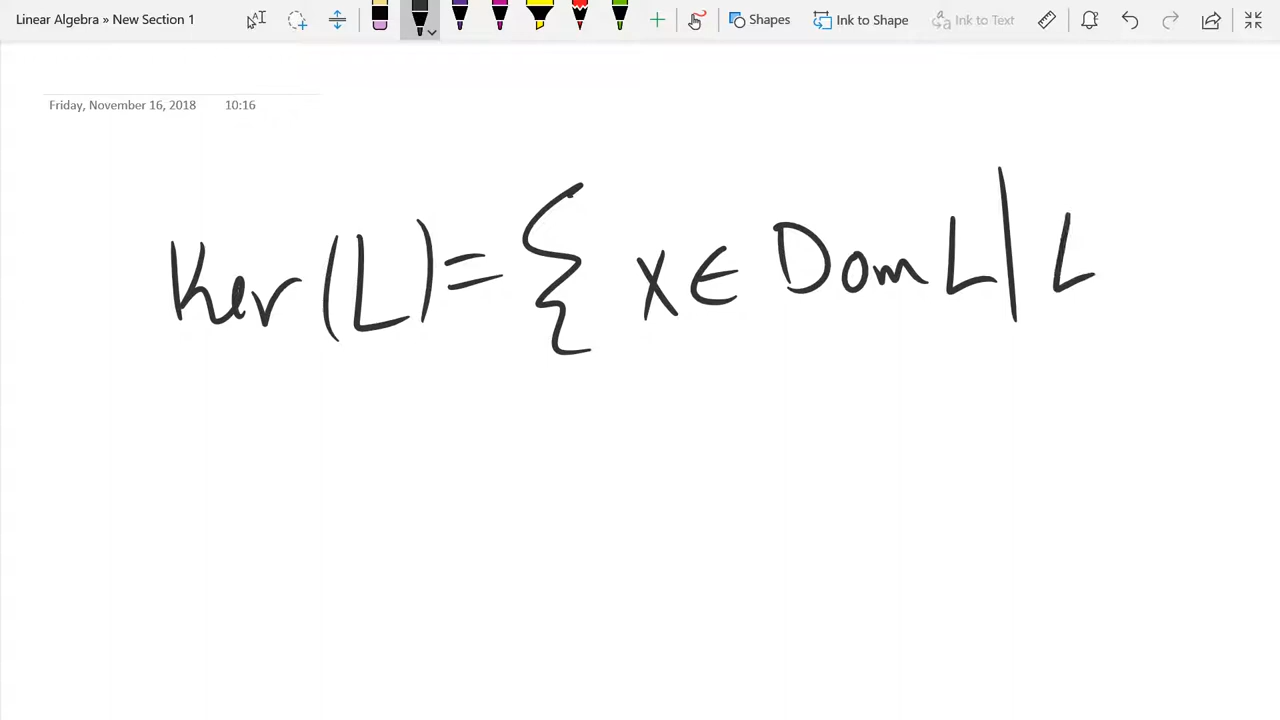 Linear Algebra » New Section 1
Shapes
Ink to Shape
Ink to Text
Friday, November 16, 2018 10:16
Ker (L) = { x ∈ Dom L | L